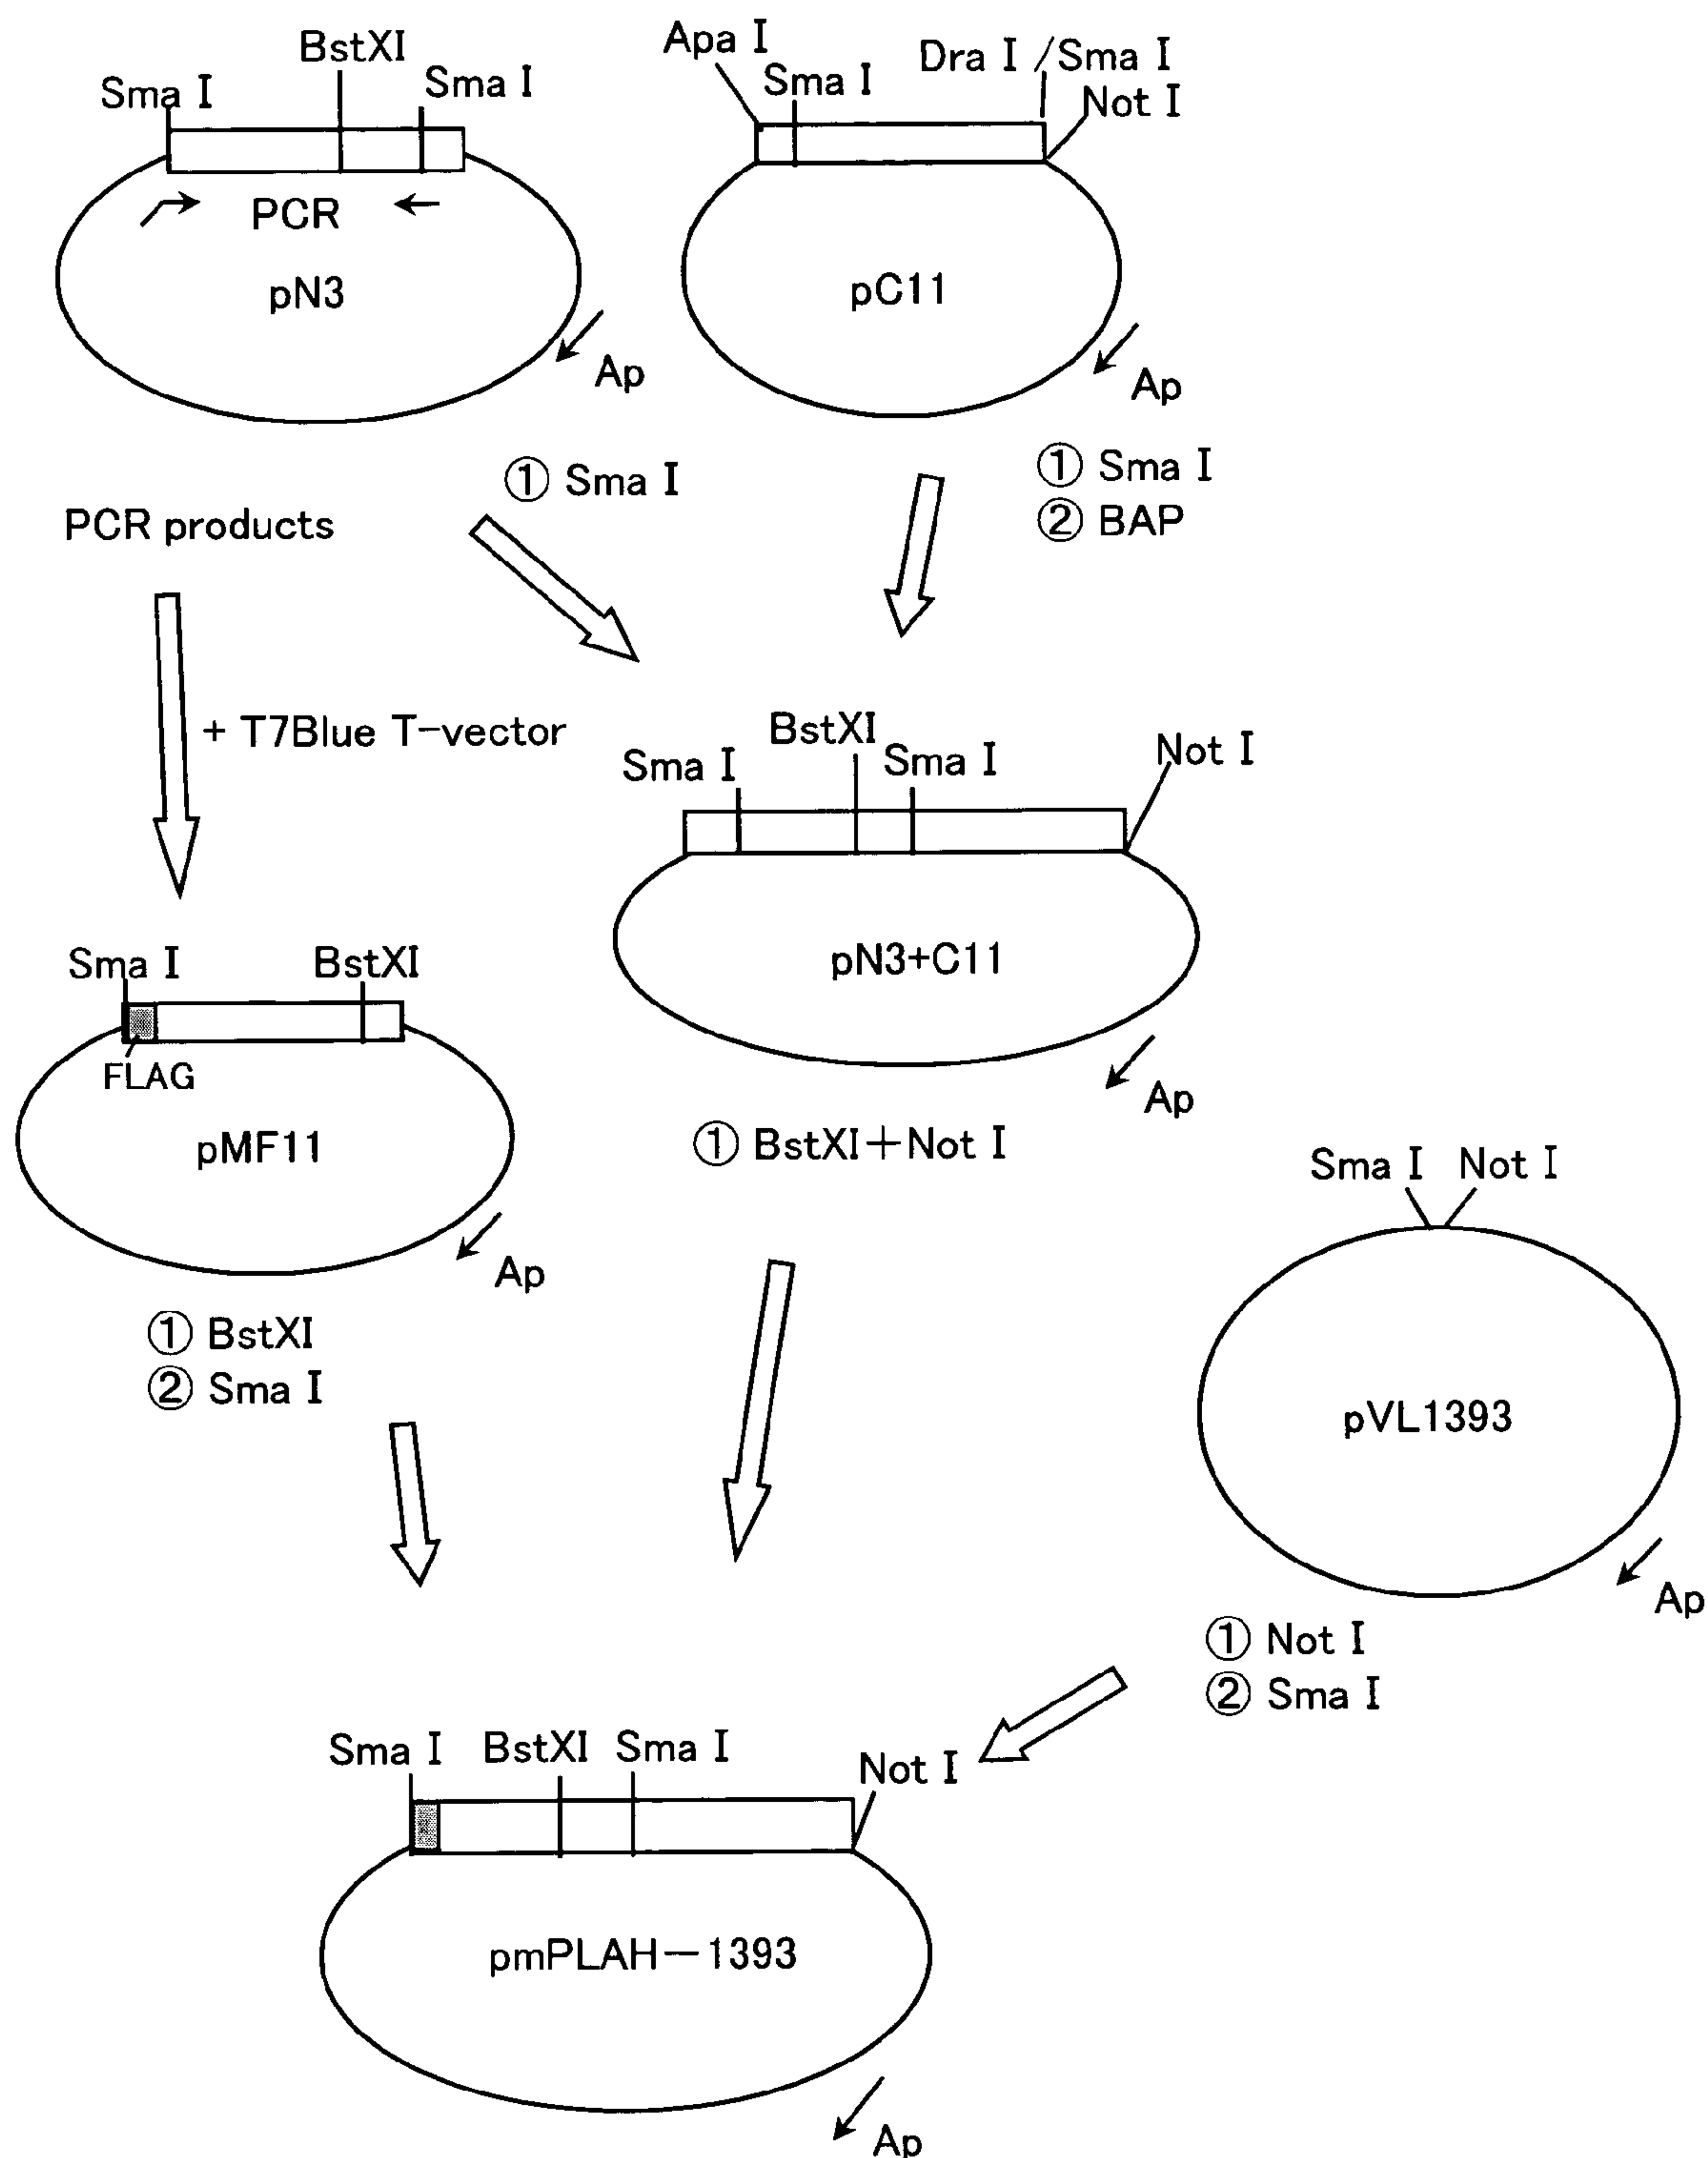 BstXI
Sma I
Sma I
PCR
pN3
Ap
Apa I
Sma I
Dra I /Sma I
Not I
pC11
Ap
① Sma I
① Sma I
② BAP
PCR products
+ T7Blue T-vector
Sma I
BstXI
Sma I
Not I
pN3+C11
Ap
① BstXI+Not I
Sma I
BstXI
FLAG
pMF11
Ap
① BstXI
② Sma I
Sma I
Not I
pVL1393
Ap
① Not I
② Sma I
Sma I
BstXI
Sma I
Not I
pmPLAH-1393
Ap